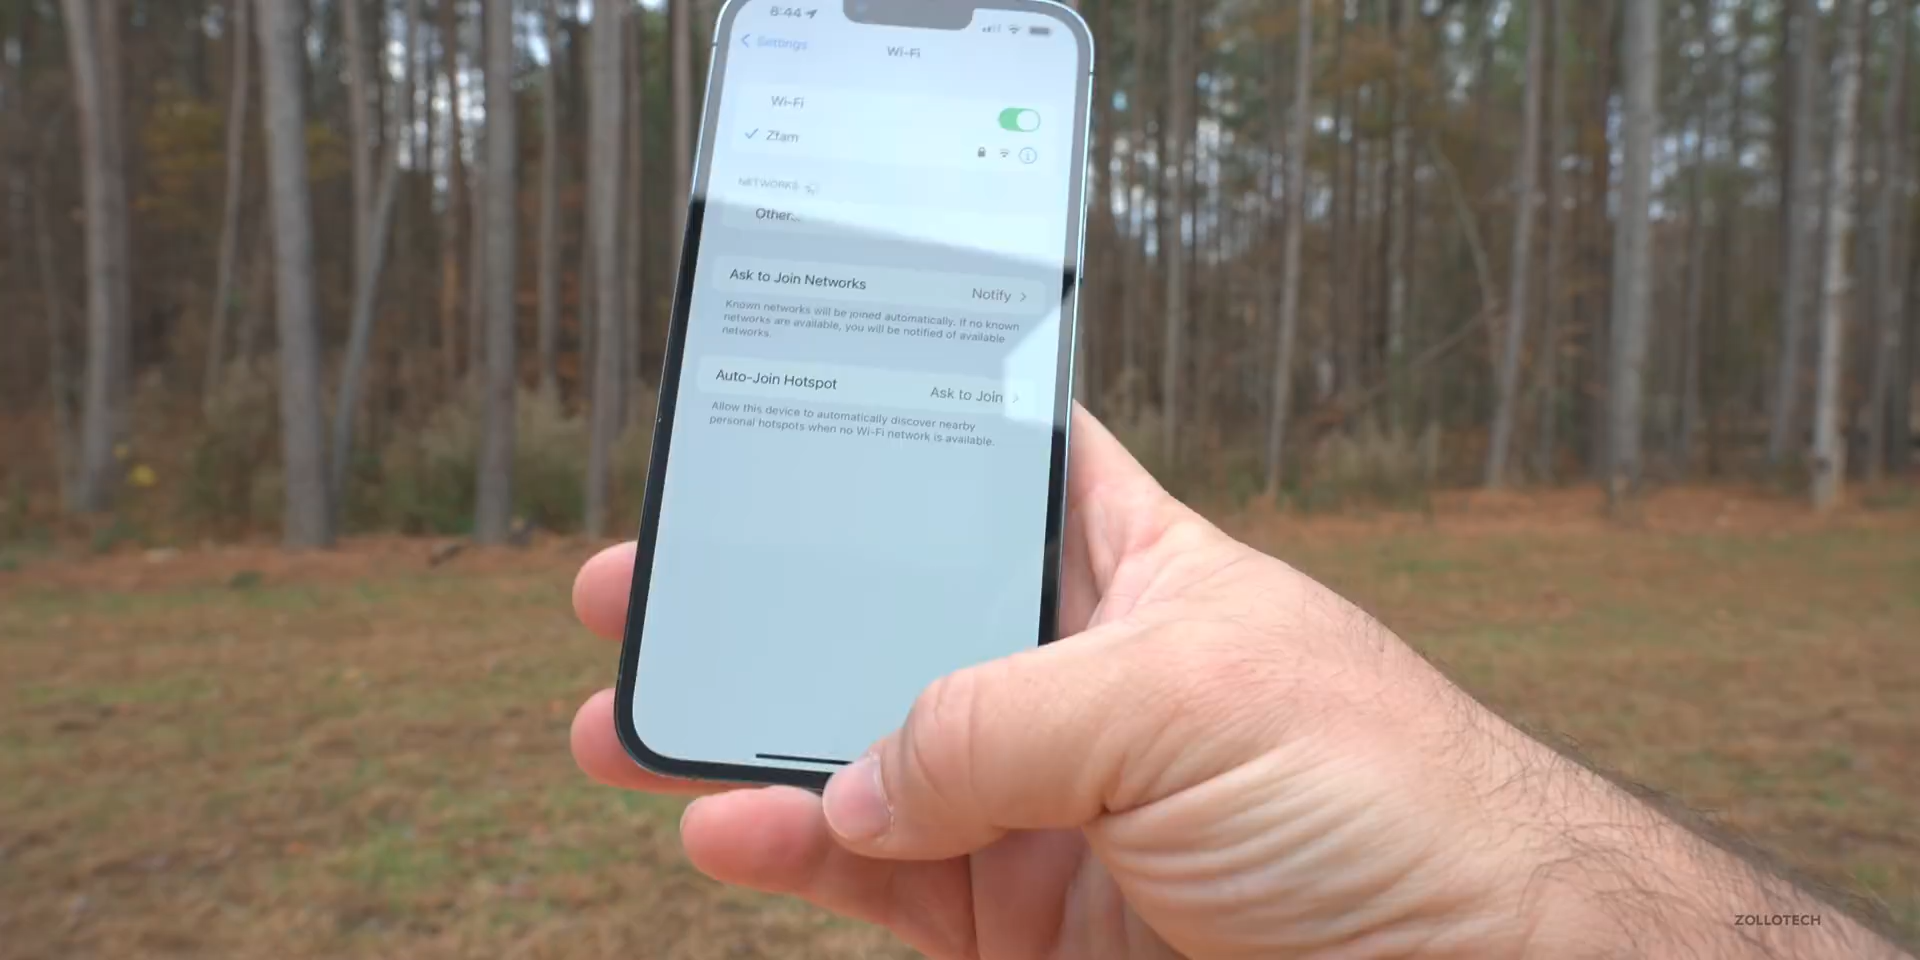 8:44
Settings
Wi-Fi
Wi-Fi
Zfam
NETWORKS
Other...
Ask to Join Networks
Notify
Known networks will be joined automatically. If no known
networks are available, you will be notified of available
networks.
Auto-Join Hotspot
Ask to Join
Allow this device to automatically discover nearby
personal hotspots when no Wi-Fi network is available.
ZOLLOTECH